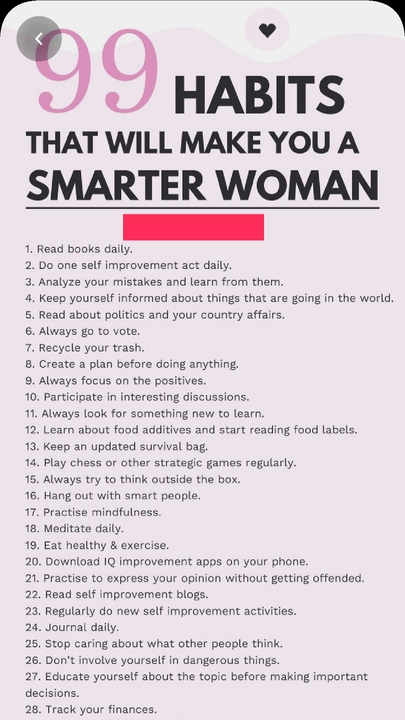 99 HABITS
THAT WILL MAKE YOU A
SMARTER WOMAN
1. Read books daily.
2. Do one self improvement act daily.
3. Analyze your mistakes and learn from them.
4. Keep yourself informed about things that are going in the world.
5. Read about politics and your country affairs.
6. Always go to vote.
7. Recycle your trash.
8. Create a plan before doing anything.
9. Always focus on the positives.
10. Participate in interesting discussions.
11. Always look for something new to learn.
12. Learn about food additives and start reading food labels.
13. Keep an updated survival bag.
14. Play chess or other strategic games regularly.
15. Always try to think outside the box.
16. Hang out with smart people.
17. Practise mindfulness.
18. Meditate daily.
19. Eat healthy & exercise.
20. Download IQ improvement apps on your phone.
21. Practise to express your opinion without getting offended.
22. Read self improvement blogs.
23. Regularly do new self improvement activities.
24. Journal daily.
25. Stop caring about what other people think.
26. Don't involve yourself in dangerous things.
27. Educate yourself about the topic before making important
decisions.
28. Track your finances.